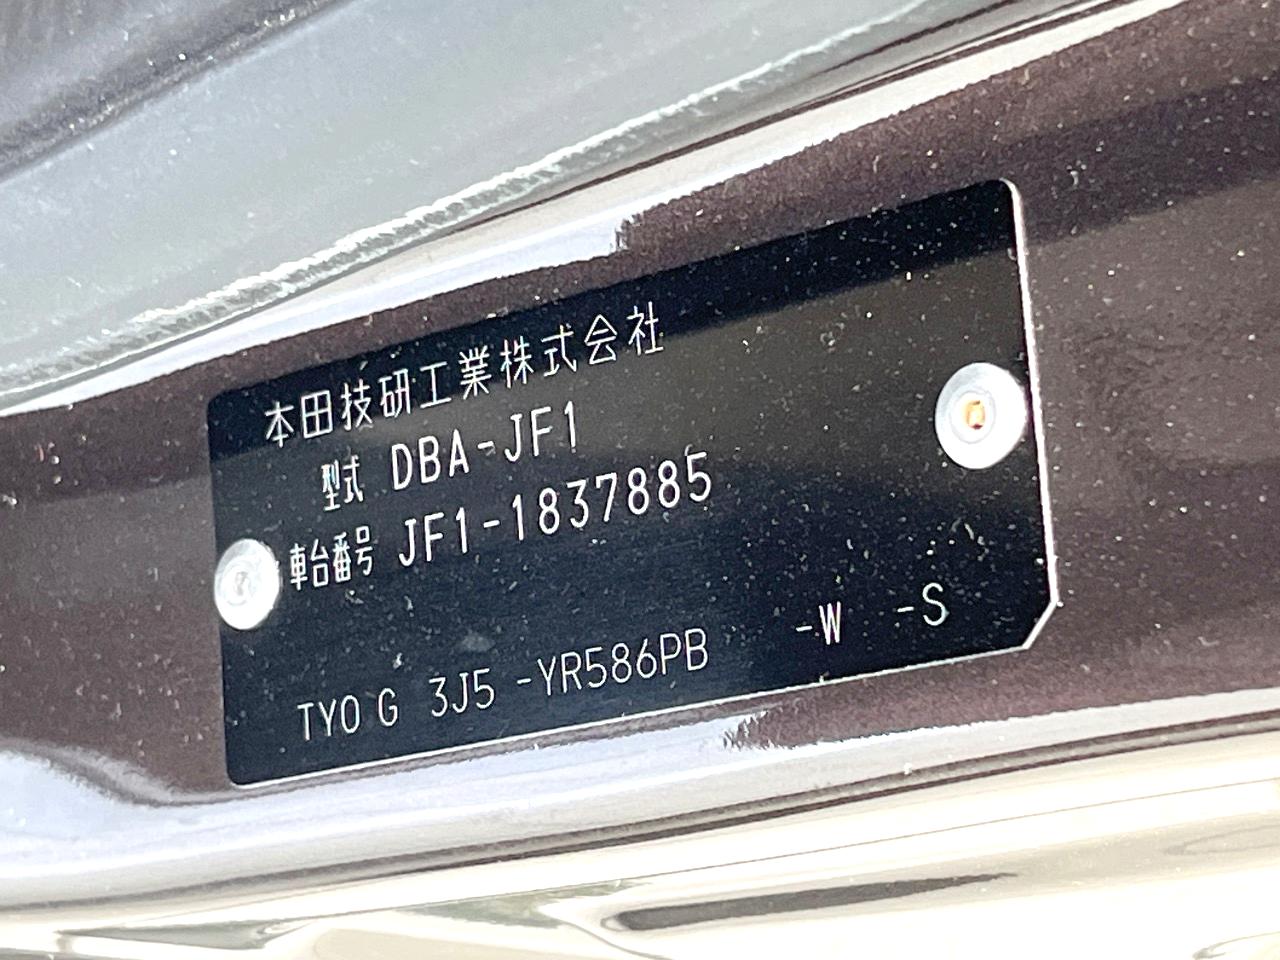 本田技研工業株式会社
型式 DBA-JF1
車台番号 JF1-1837885
TYO G 3J5 -YR586PB -W -S